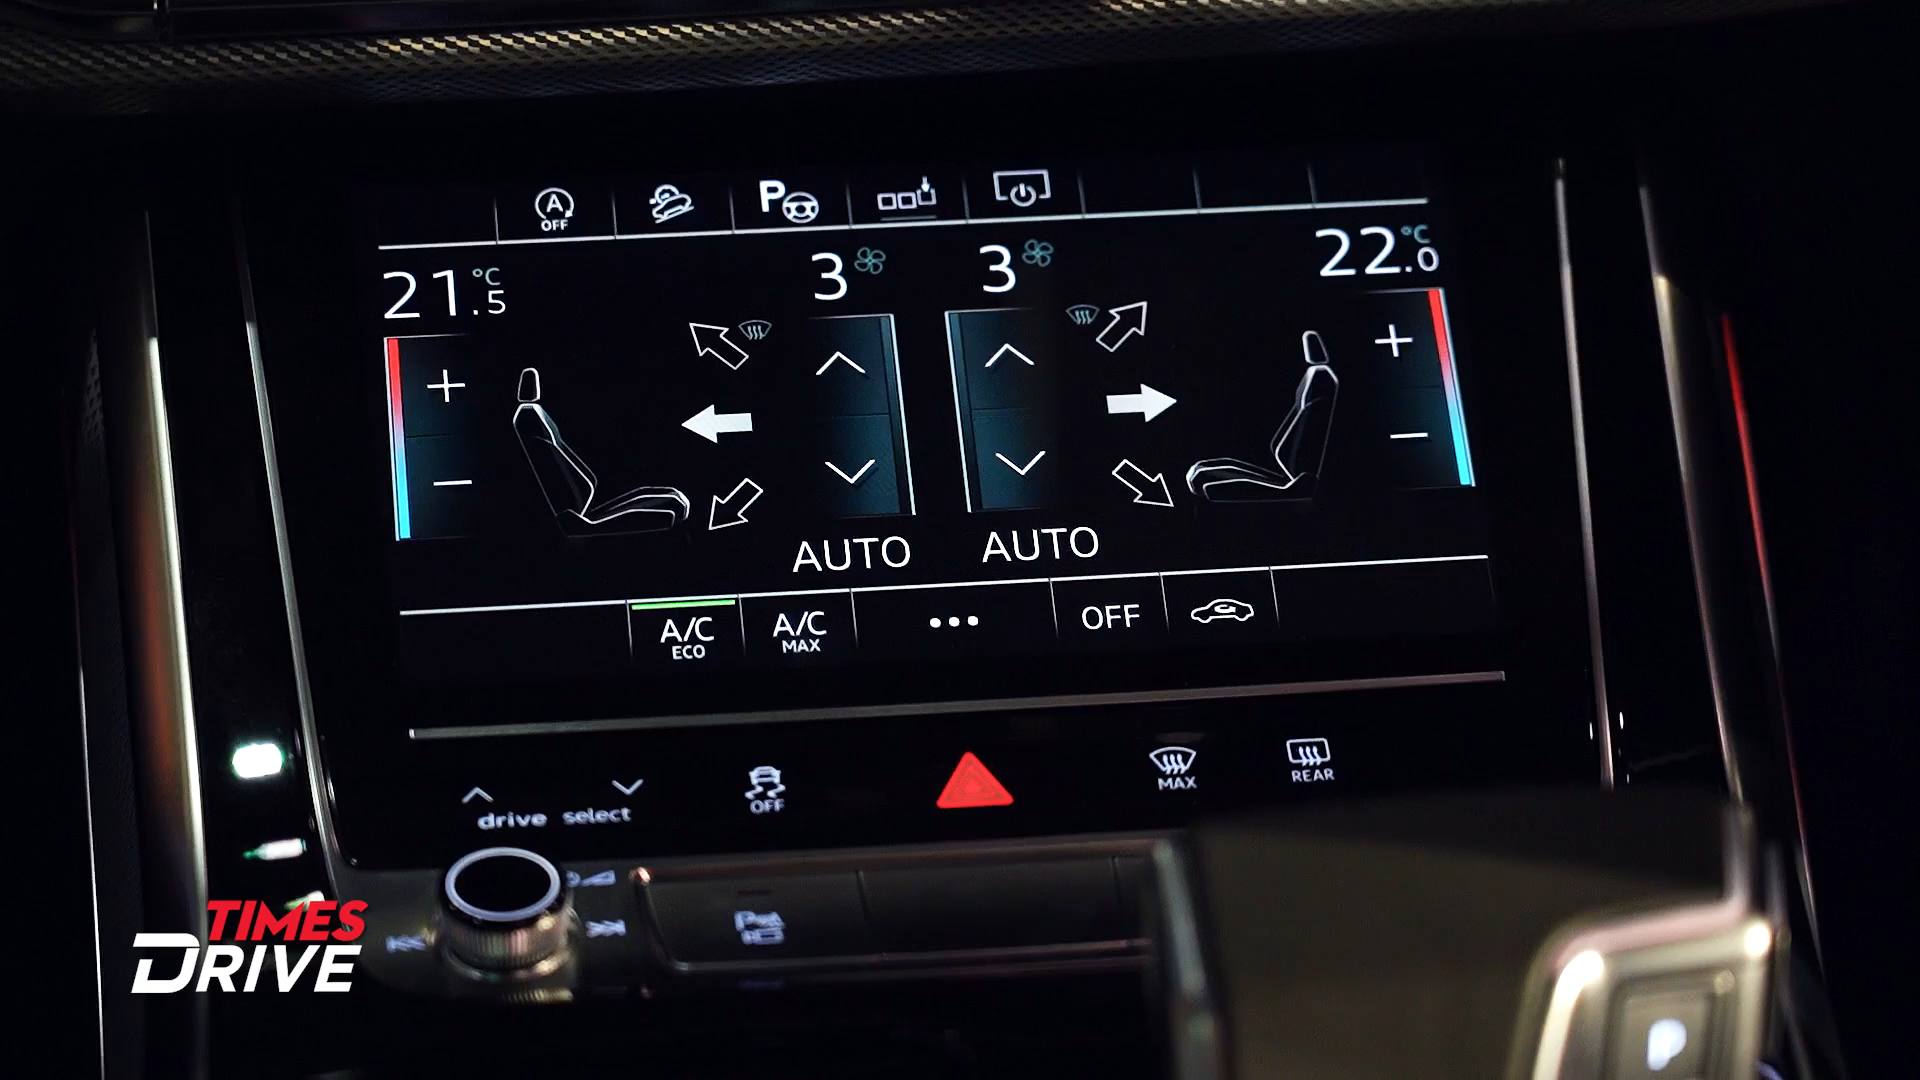 A
OFF
P
21.5 °C
3
3
22.0 °C
AUTO
AUTO
A/C
ECO
A/C
MAX
•••
OFF
drive select
OFF
MAX
REAR
P
TIMES
DRIVE